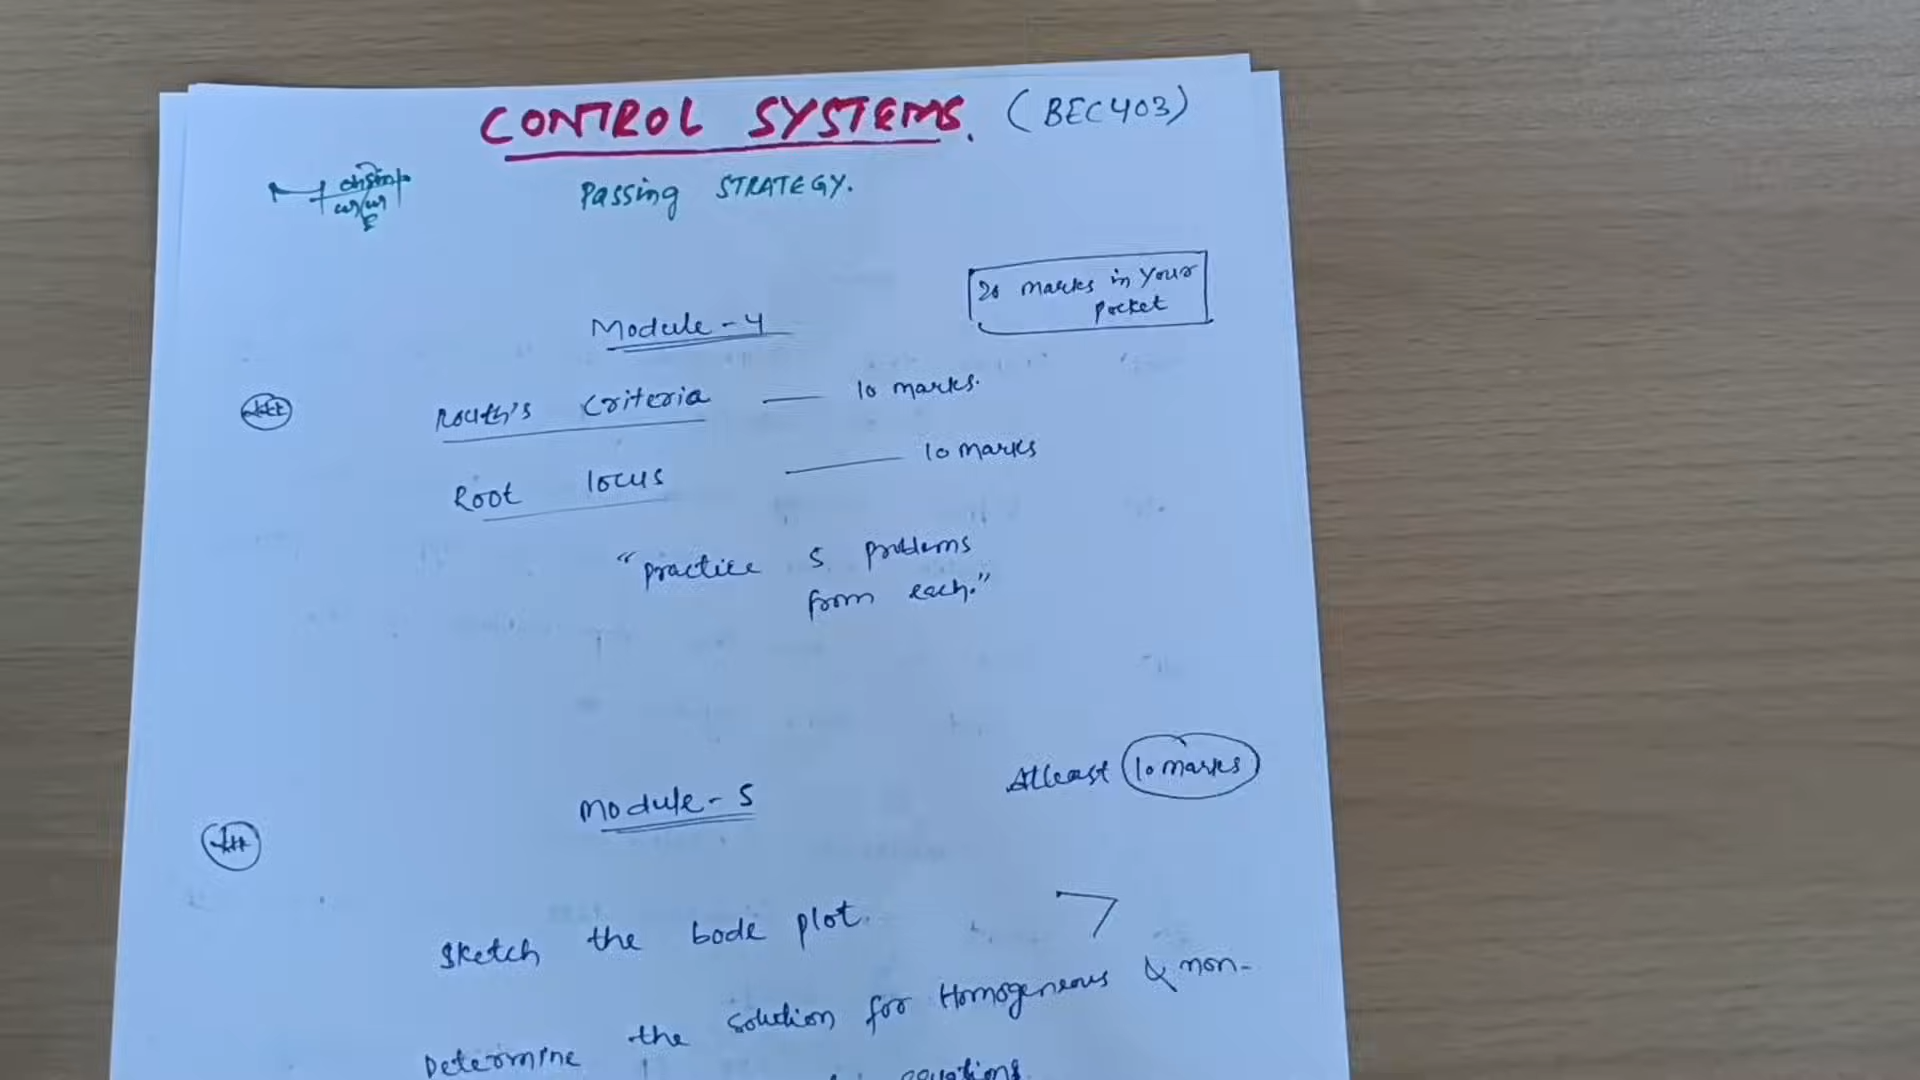 CONTROL SYSTEMS. (BEC403)
Passing STRATEGY.
20 marks in Your
pocket
Module-4
Routh's Criteria — 10 marks.
Root locus — 10 marks
"practice 5 problems
from each."
Module-5
Atleast 10 marks
Sketch the bode plot.
Determine the solution for Homogeneous & non-
equations